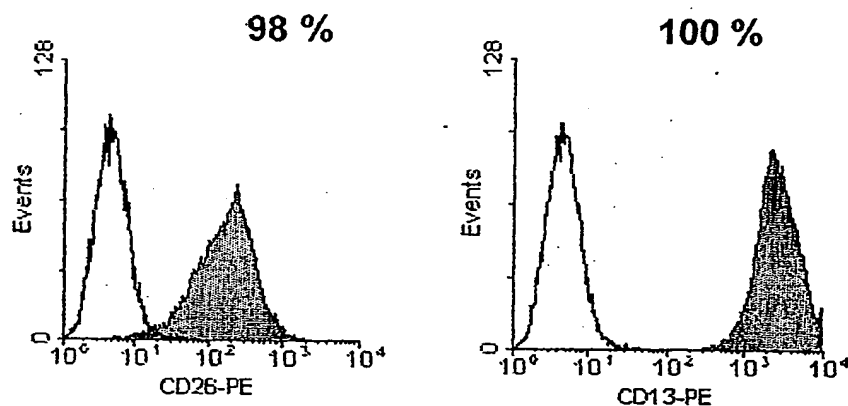 98 %
128
Events
0
10⁰ 10¹ 10² 10³ 10⁴
CD26-PE
100 %
128
Events
0
10⁰ 10¹ 10² 10³ 10⁴
CD13-PE